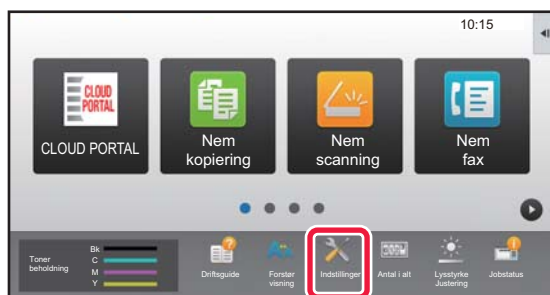 10:15
CLOUD
PORTAL
CLOUD PORTAL
Nem
kopiering
Nem
scanning
Nem
fax
Toner
beholdning
Bk
C
M
Y
Driftsguide
Forstør
visning
Indstillinger
Antal i alt
Lysstyrke
Justering
Jobstatus